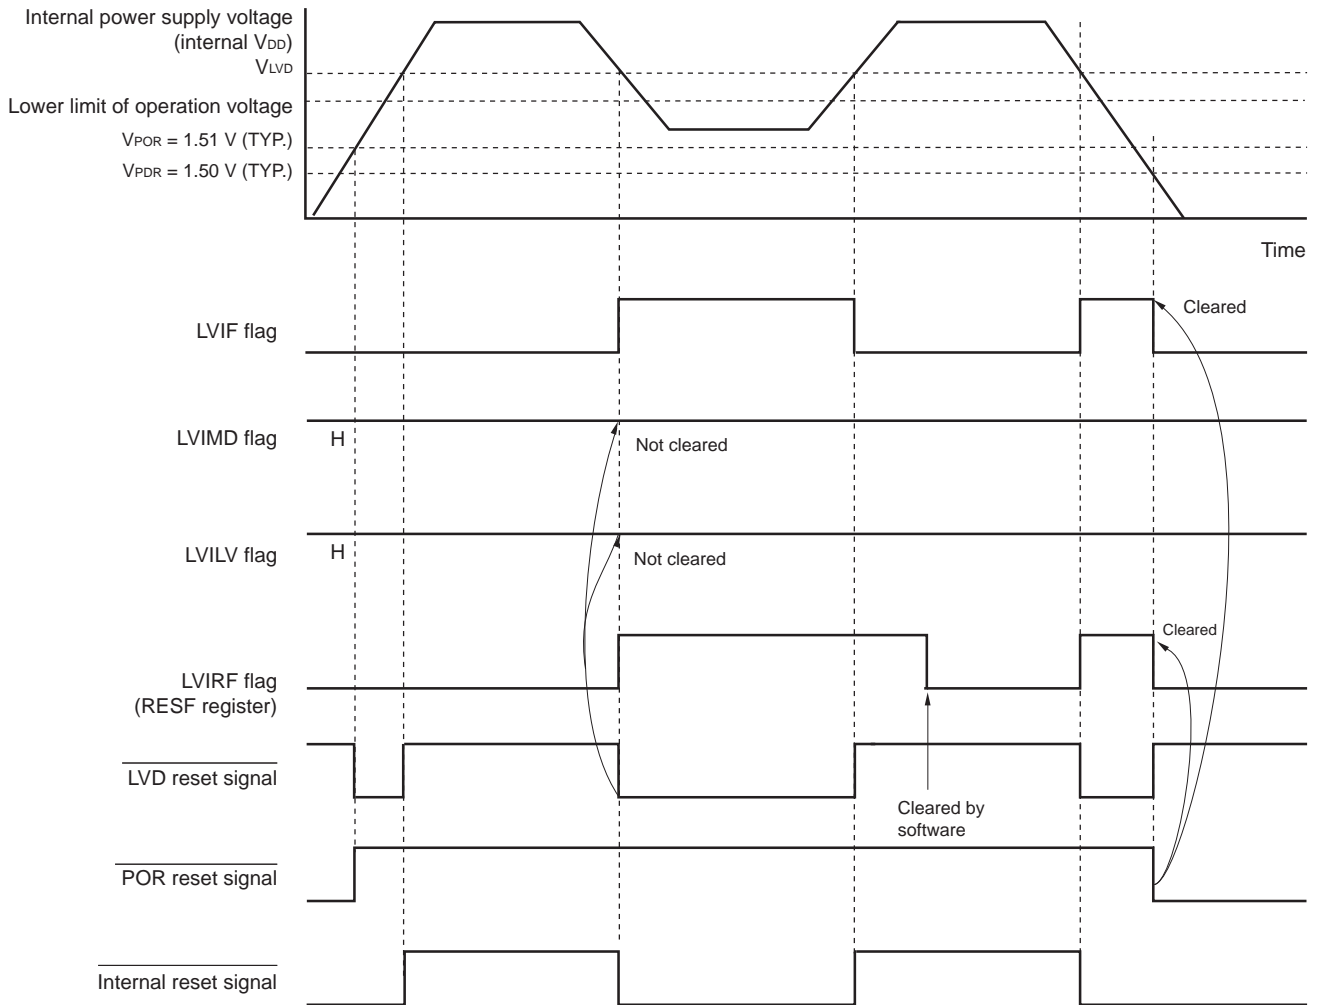 Internal power supply voltage
(internal VDD)
VLVD
Lower limit of operation voltage
VPOR = 1.51 V (TYP.)
VPDR = 1.50 V (TYP.)
Time
LVIF flag
Cleared
LVIMD flag
H
Not cleared
LVILV flag
H
Not cleared
LVIRF flag
(RESF register)
Cleared
LVD reset signal
Cleared by
software
POR reset signal
Internal reset signal